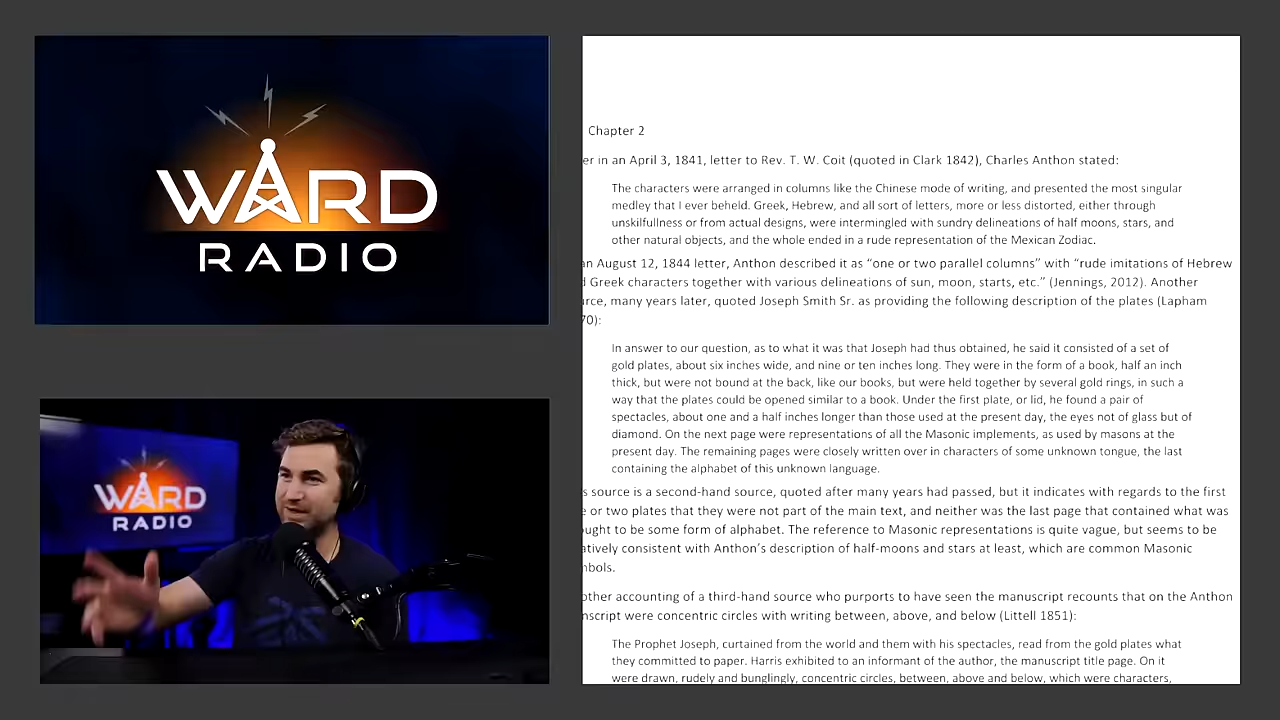 WARD
RADIO
WARD
RADIO
Chapter 2
er in an April 3, 1841, letter to Rev. T. W. Coit (quoted in Clark 1842), Charles Anthon stated:
The characters were arranged in columns like the Chinese mode of writing, and presented the most singular
medley that I ever beheld. Greek, Hebrew, and all sort of letters, more or less distorted, either through
unskillfulness or from actual designs, were intermingled with sundry delineations of half moons, stars, and
other natural objects, and the whole ended in a rude representation of the Mexican Zodiac.
an August 12, 1844 letter, Anthon described it as “one or two parallel columns” with “rude imitations of Hebrew
d Greek characters together with various delineations of sun, moon, starts, etc.” (Jennings, 2012). Another
urce, many years later, quoted Joseph Smith Sr. as providing the following description of the plates (Lapham
70):
In answer to our question, as to what it was that Joseph had thus obtained, he said it consisted of a set of
gold plates, about six inches wide, and nine or ten inches long. They were in the form of a book, half an inch
thick, but were not bound at the back, like our books, but were held together by several gold rings, in such a
way that the plates could be opened similar to a book. Under the first plate, or lid, he found a pair of
spectacles, about one and a half inches longer than those used at the present day, the eyes not of glass but of
diamond. On the next page were representations of all the Masonic implements, as used by masons at the
present day. The remaining pages were closely written over in characters of some unknown tongue, the last
containing the alphabet of this unknown language.
s source is a second-hand source, quoted after many years had passed, but it indicates with regards to the first
e or two plates that they were not part of the main text, and neither was the last page that contained what was
ought to be some form of alphabet. The reference to Masonic representations is quite vague, but seems to be
atively consistent with Anthon’s description of half-moons and stars at least, which are common Masonic
mbols.
other accounting of a third-hand source who purports to have seen the manuscript recounts that on the Anthon
nscript were concentric circles with writing between, above, and below (Littell 1851):
The Prophet Joseph, curtained from the world and them with his spectacles, read from the gold plates what
they committed to paper. Harris exhibited to an informant of the author, the manuscript title page. On it
were drawn, rudely and bunglingly, concentric circles, between, above and below, which were characters,